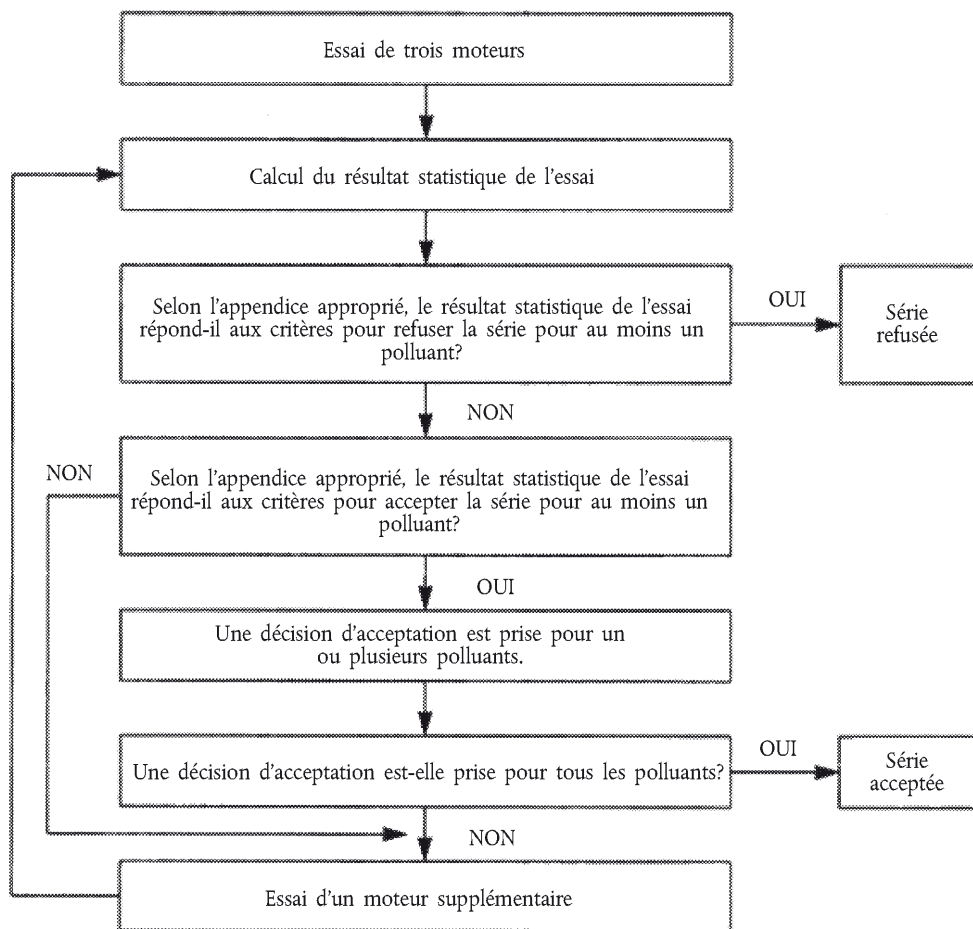 Essai de trois moteurs
Calcul du résultat statistique de l'essai
Selon l'appendice approprié, le résultat statistique de l'essai
répond-il aux critères pour refuser la série pour au moins un
polluant?
OUI
Série
refusée
NON
NON
Selon l'appendice approprié, le résultat statistique de l'essai
répond-il aux critères pour accepter la série pour au moins un
polluant?
OUI
Une décision d'acceptation est prise pour un
ou plusieurs polluants.
Une décision d'acceptation est-elle prise pour tous les polluants?
OUI
Série
acceptée
NON
Essai d'un moteur supplémentaire